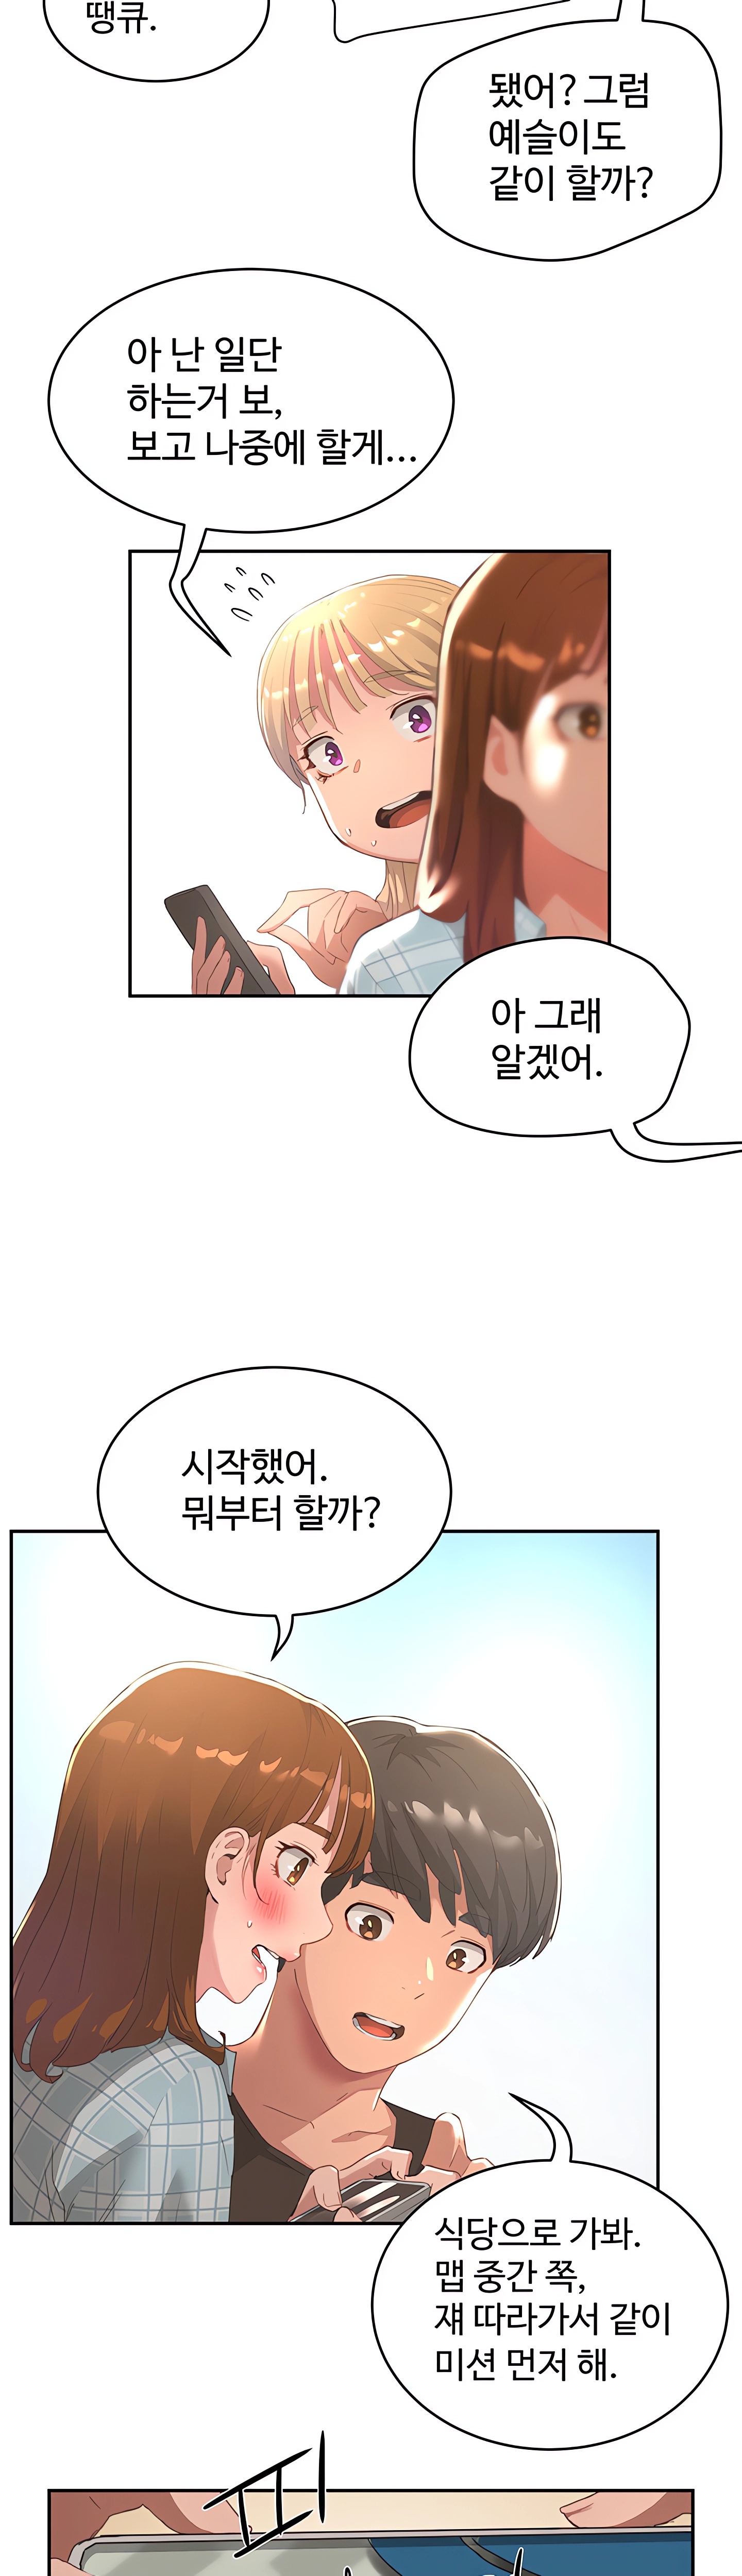 땡큐.
됐어? 그럼
예슬이도
같이 할까?
아 난 일단
하는거 보,
보고 나중에 할게...
아 그래
알겠어.
시작했어.
뭐부터 할까?
식당으로 가봐.
맵 중간 쪽,
쟤 따라가서 같이
미션 먼저 해.